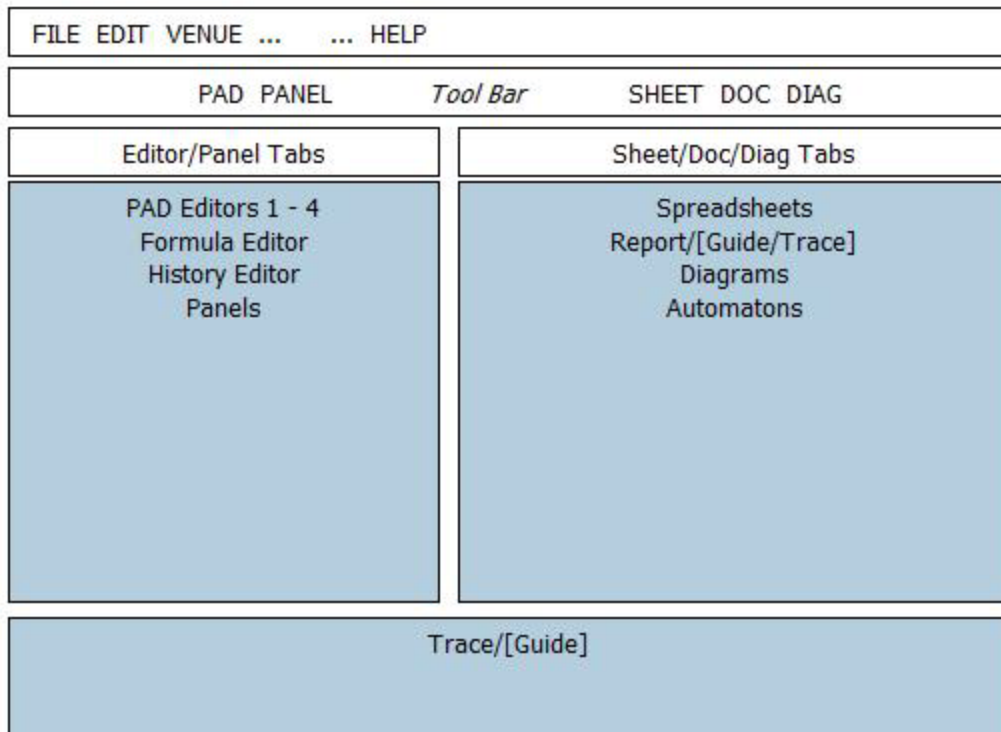 FILE EDIT VENUE ... ... HELP
PAD PANEL Tool Bar SHEET DOC DIAG
Editor/Panel Tabs
Sheet/Doc/Diag Tabs
PAD Editors 1 - 4
Formula Editor
History Editor
Panels
Spreadsheets
Report/[Guide/Trace]
Diagrams
Automatons
Trace/[Guide]